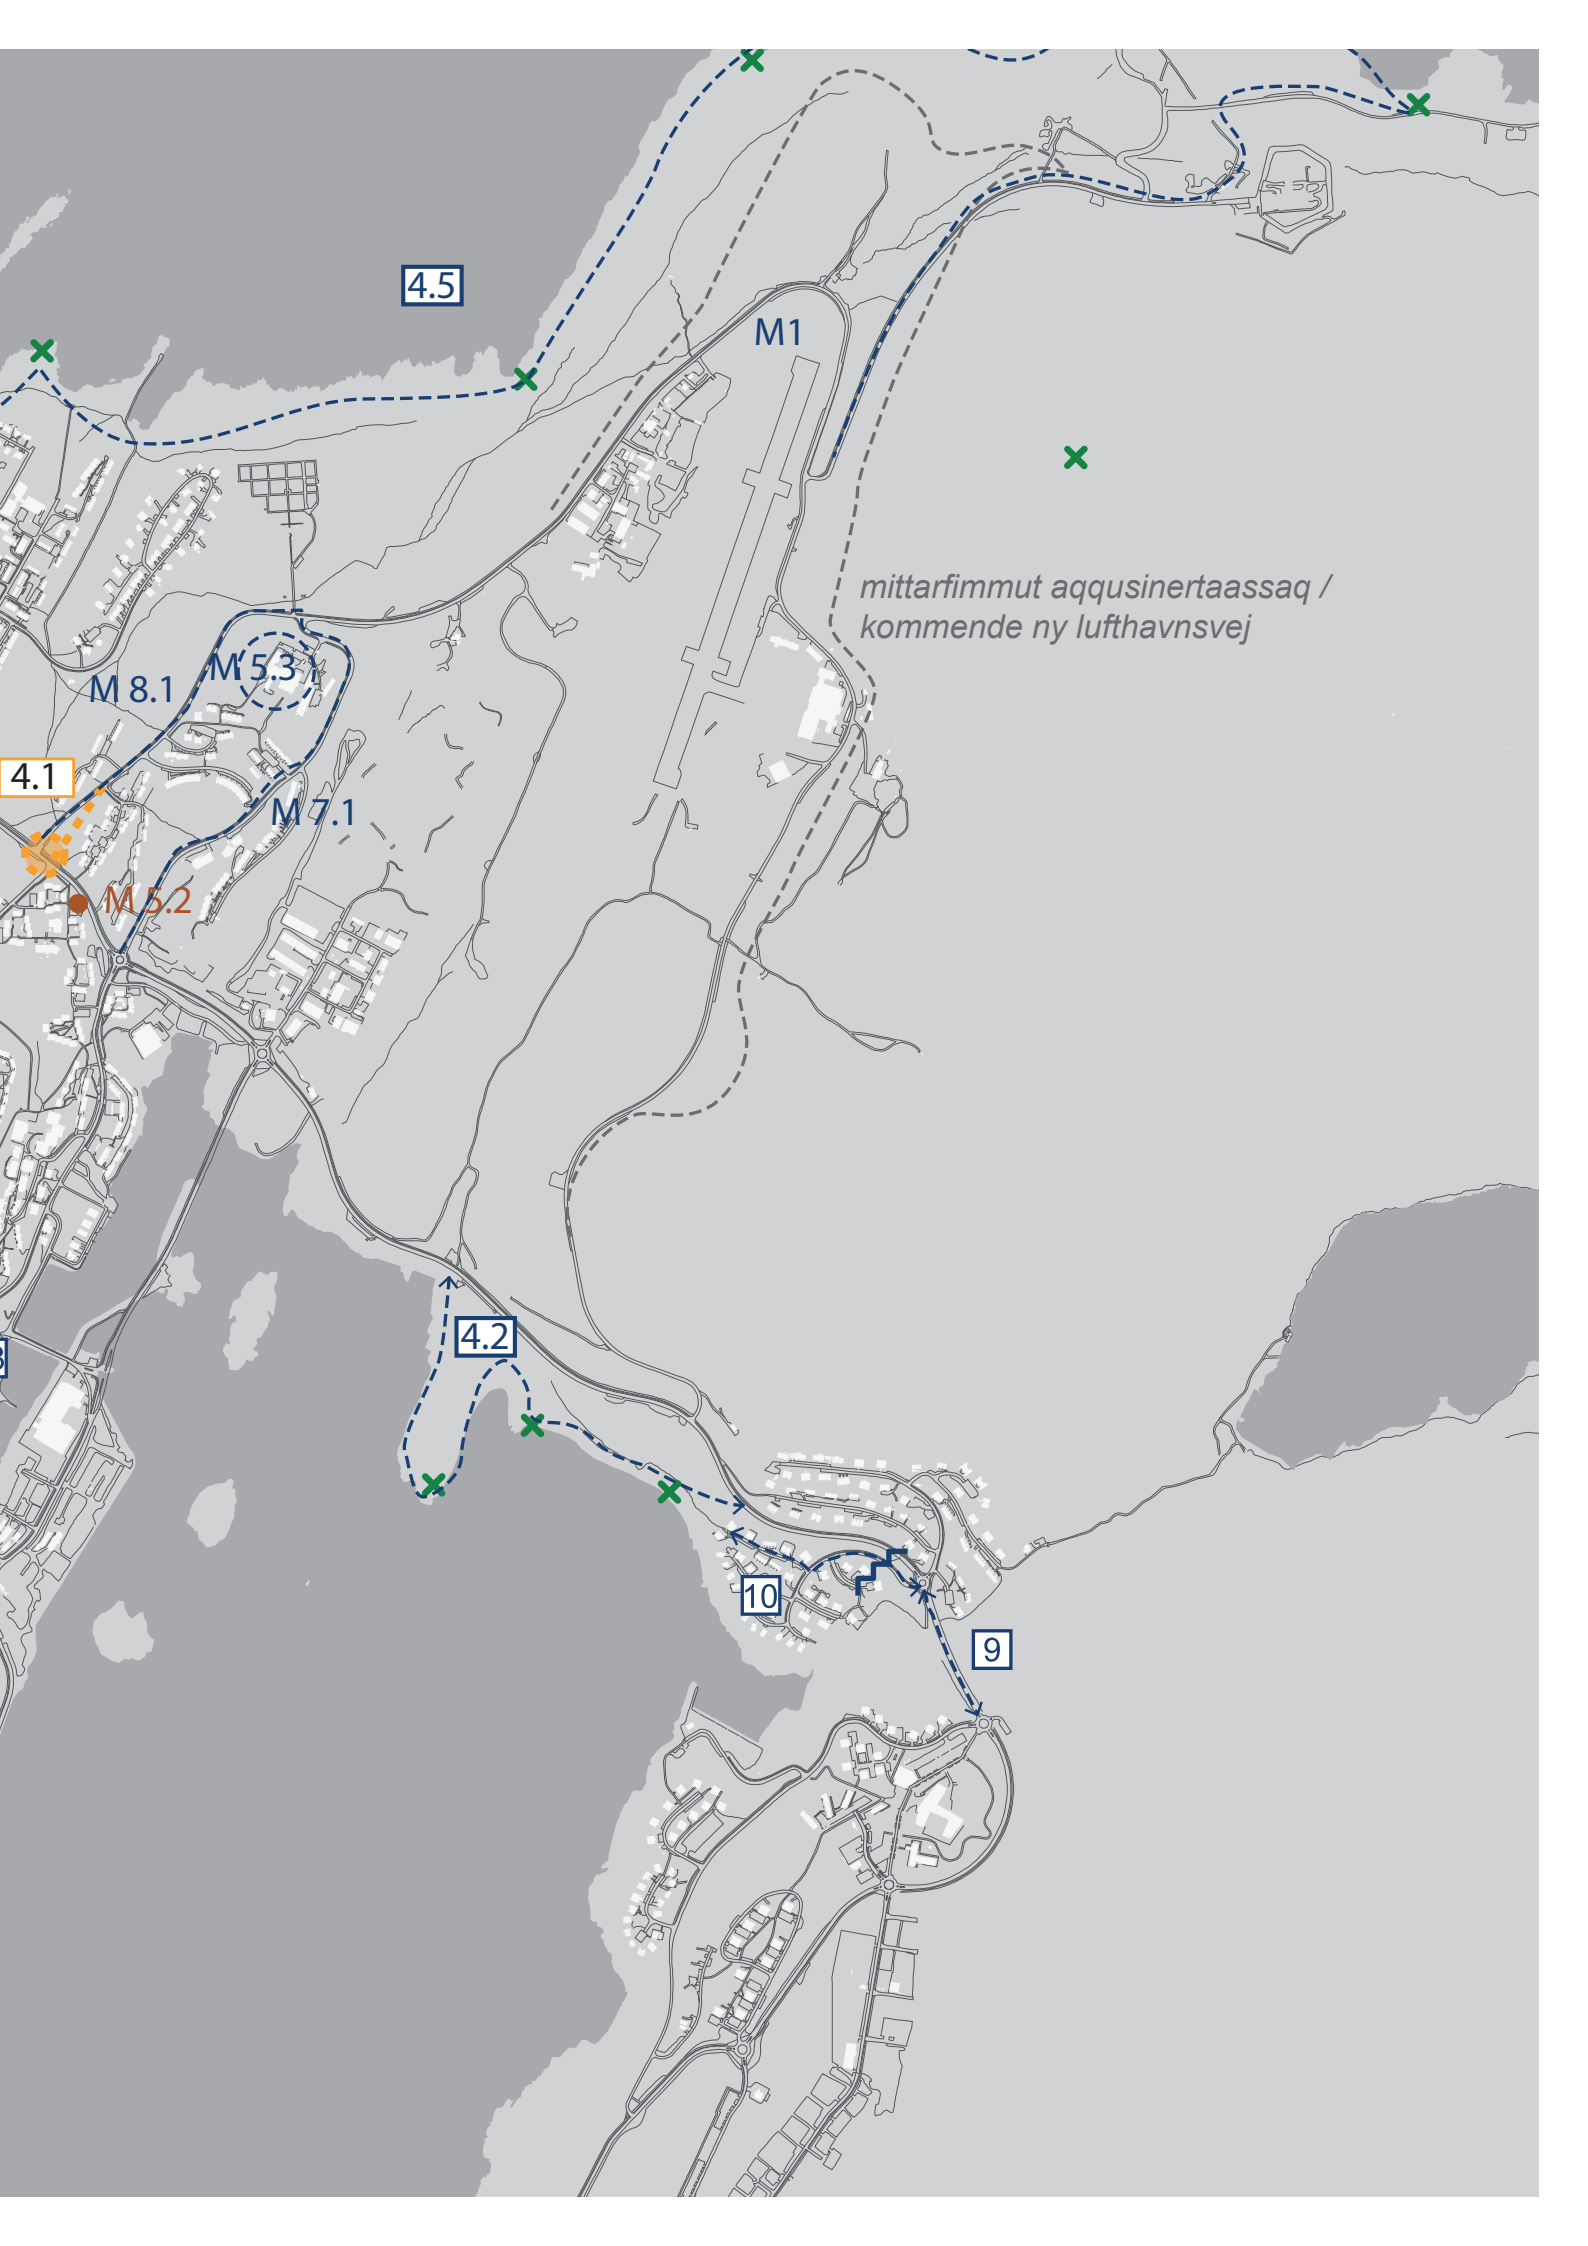 4.5
M1
mittarfimmut aqqusinertaassaq /
kommende ny lufthavnsvej
M 5.3
M 8.1
4.1
M 7.1
M 5.2
4.2
10
9